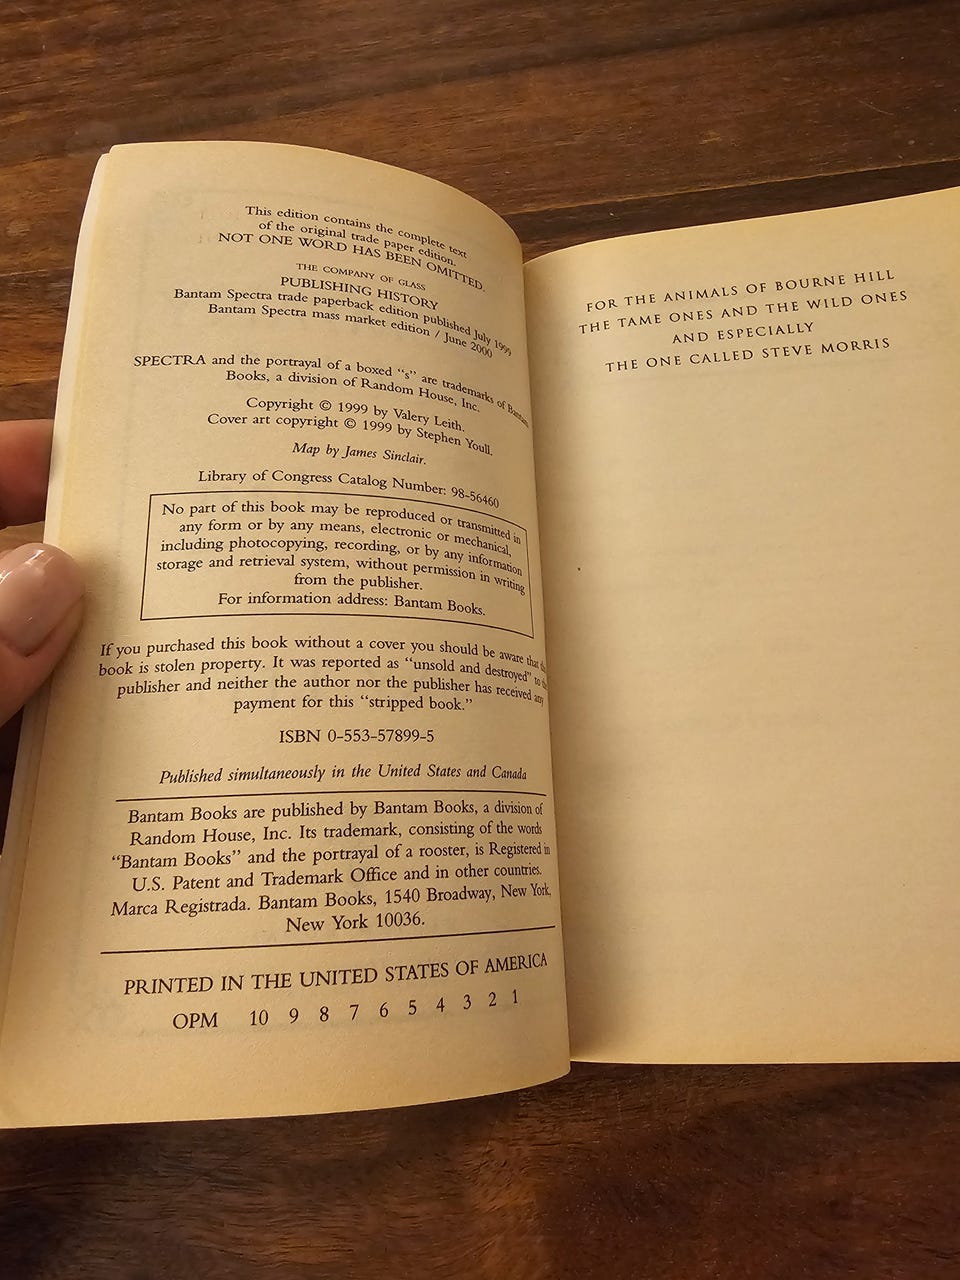 This edition contains the complete text
of the original trade paper edition.
NOT ONE WORD HAS BEEN OMITTED.
THE COMPANY OF GLASS
PUBLISHING HISTORY
Bantam Spectra trade paperback edition published July 1999
Bantam Spectra mass market edition / June 2000
SPECTRA and the portrayal of a boxed “s” are trademarks of Bantam
Books, a division of Random House, Inc.
Copyright © 1999 by Valery Leith.
Cover art copyright © 1999 by Stephen Youll.
Map by James Sinclair.
Library of Congress Catalog Number: 98-56460
No part of this book may be reproduced or transmitted in
any form or by any means, electronic or mechanical,
including photocopying, recording, or by any information
storage and retrieval system, without permission in writing
from the publisher.
For information address: Bantam Books.
If you purchased this book without a cover you should be aware that
book is stolen property. It was reported as “unsold and destroyed” to
publisher and neither the author nor the publisher has received any
payment for this “stripped book.”
ISBN 0-553-57899-5
Published simultaneously in the United States and Canada
Bantam Books are published by Bantam Books, a division of
Random House, Inc. Its trademark, consisting of the words
“Bantam Books” and the portrayal of a rooster, is Registered in
U.S. Patent and Trademark Office and in other countries.
Marca Registrada. Bantam Books, 1540 Broadway, New York,
New York 10036.
PRINTED IN THE UNITED STATES OF AMERICA
OPM 10 9 8 7 6 5 4 3 2 1
FOR THE ANIMALS OF BOURNE HILL
THE TAME ONES AND THE WILD ONES
AND ESPECIALLY
THE ONE CALLED STEVE MORRIS